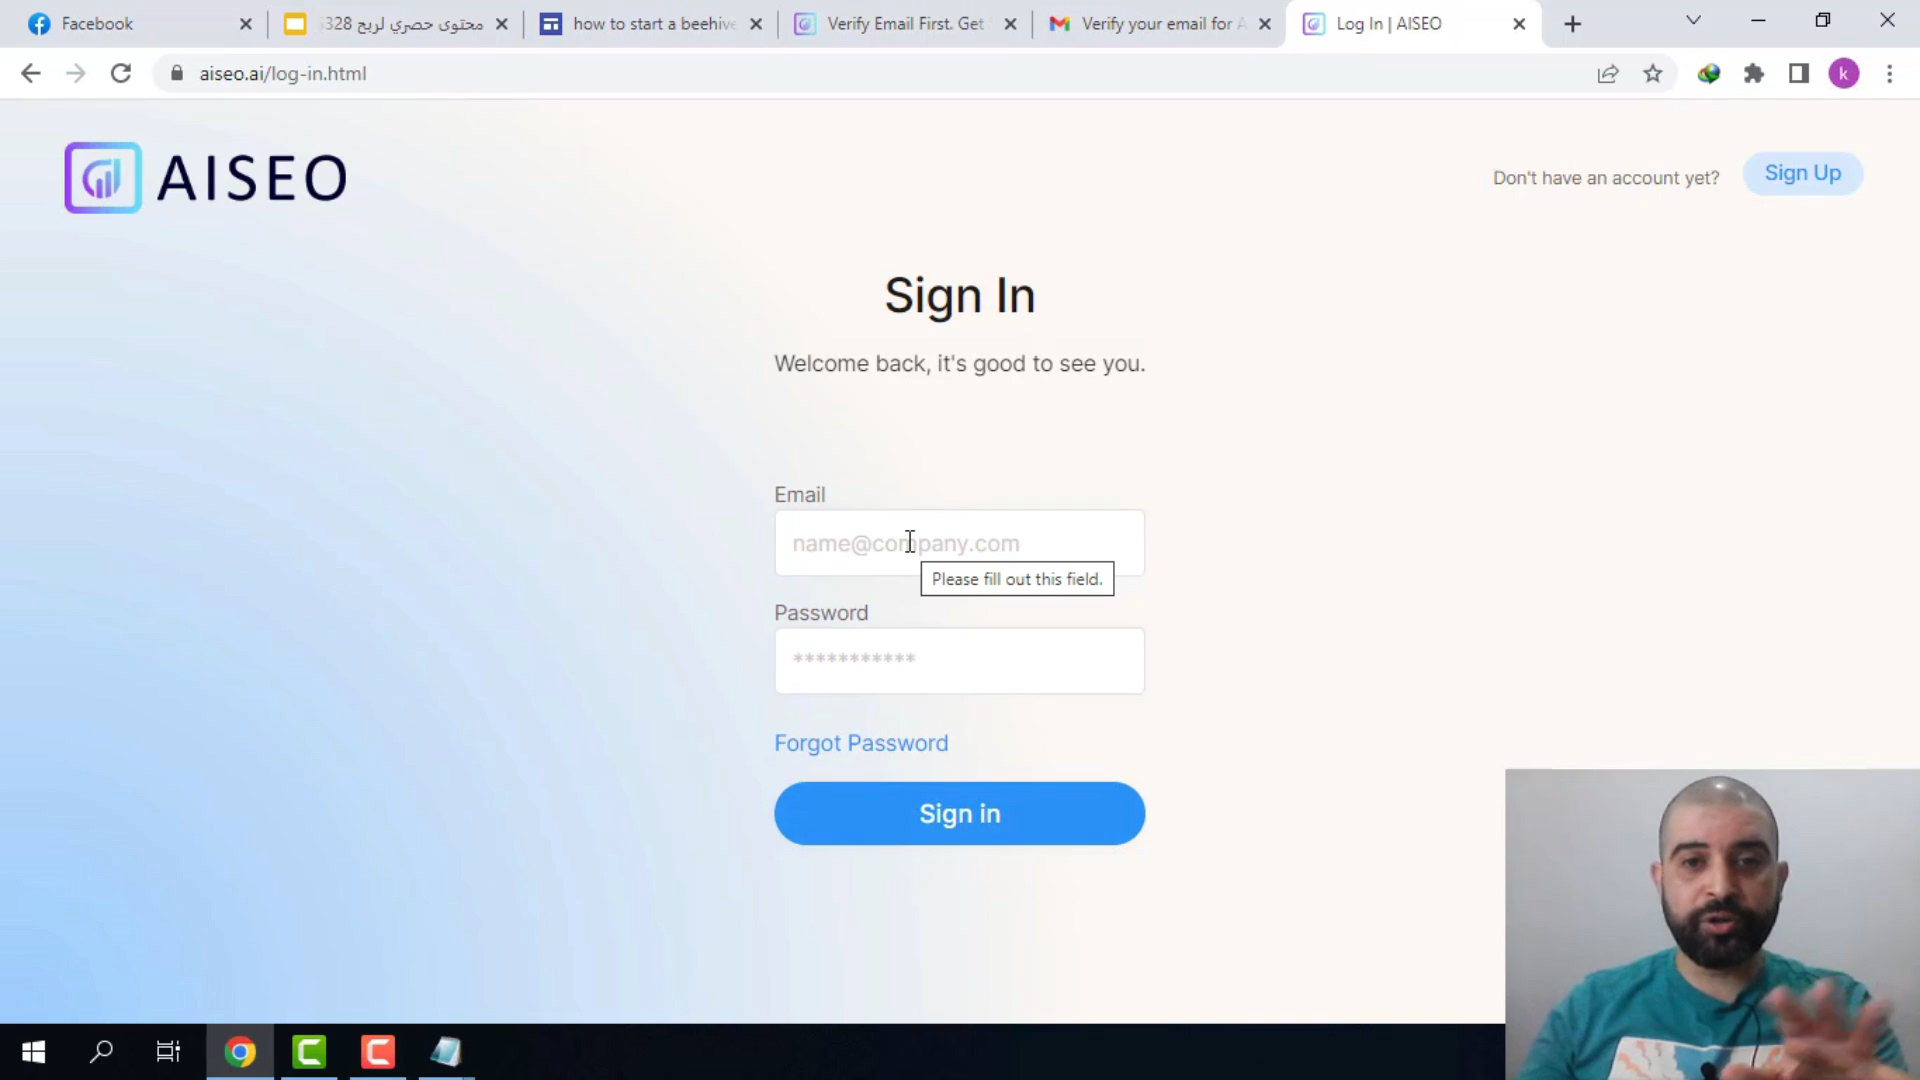 Facebook
محتوى حصري لربح 5328
how to start a beehive
Verify Email First. Get
Verify your email for A
Log In | AISEO
aiseo.ai/log-in.html
k
AISEO
Don't have an account yet?
Sign Up
Sign In
Welcome back, it's good to see you.
Email
name@company.com
Please fill out this field.
Password
***********
Forgot Password
Sign in